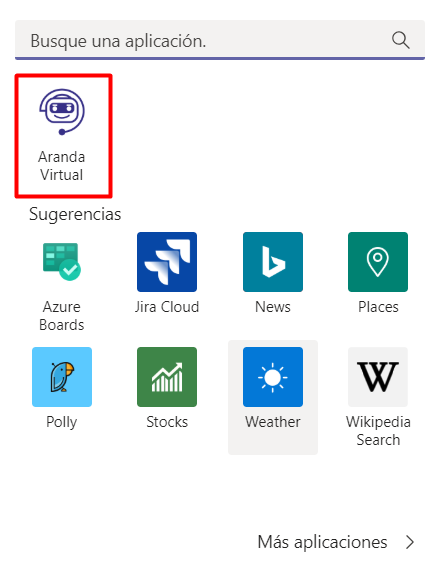 Busque una aplicación.
Aranda
Virtual
Sugerencias
Azure
Boards
Jira Cloud
News
Places
Polly
Stocks
Weather
Wikipedia
Search
W
Más aplicaciones